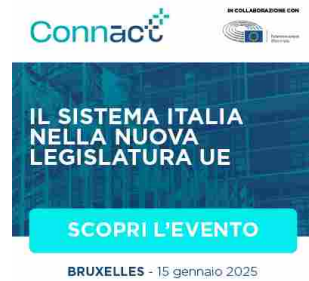 Connact
IN COLLABORAZIONE CON
IL SISTEMA ITALIA
NELLA NUOVA
LEGISLATURA UE
SCOPRI L'EVENTO
BRUXELLES - 15 gennaio 2025